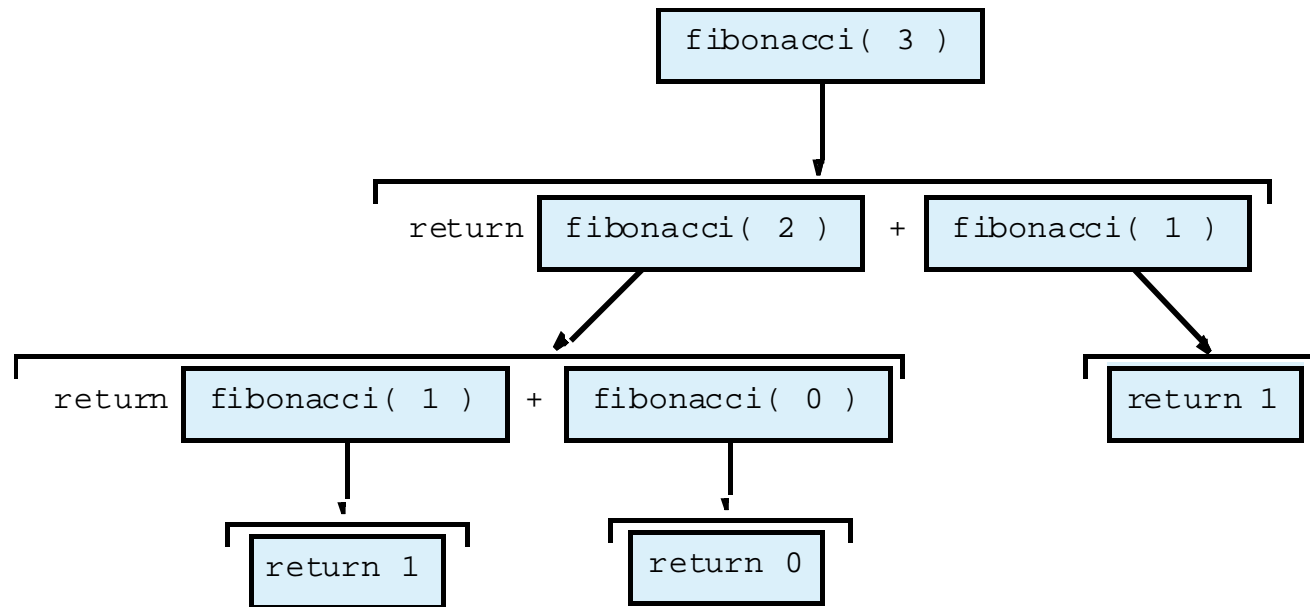 fibonacci( 3 )
return fibonacci( 2 ) + fibonacci( 1 )
return fibonacci( 1 ) + fibonacci( 0 )
return 1
return 1
return 0